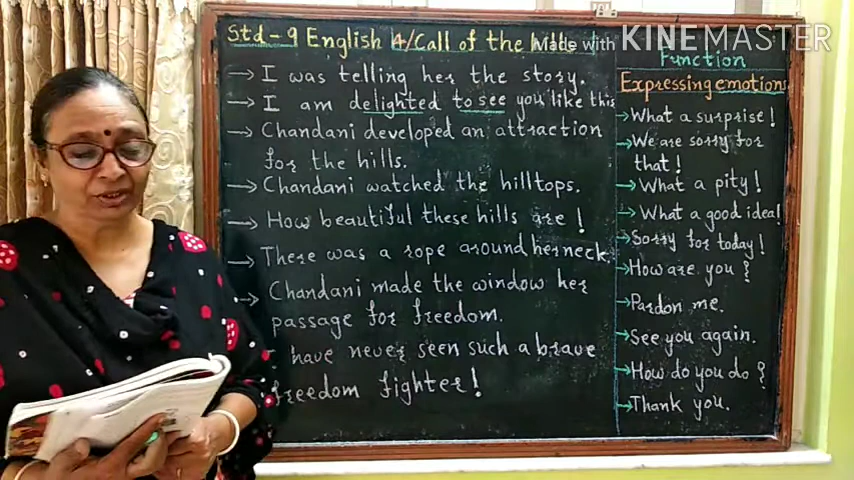 Std-9 English 4/Call of the hills
Made with KINEMASTER
→ I was telling her the story.
→ I am delighted to see you like this
→ Chandani developed an attraction
for the hills.
→ Chandani watched the hilltops.
→ How beautiful these hills are!
→ There was a rope around her neck.
→ Chandani made the window her
passage for freedom.
I have never seen such a brave
freedom fighter!
Function
Expressing emotions
→ What a surprise!
→ We are sorry for
that!
→ What a pity!
→ What a good idea!
→ Sorry for today!
→ How are you?
→ Pardon me.
→ See you again.
→ How do you do?
→ Thank you.